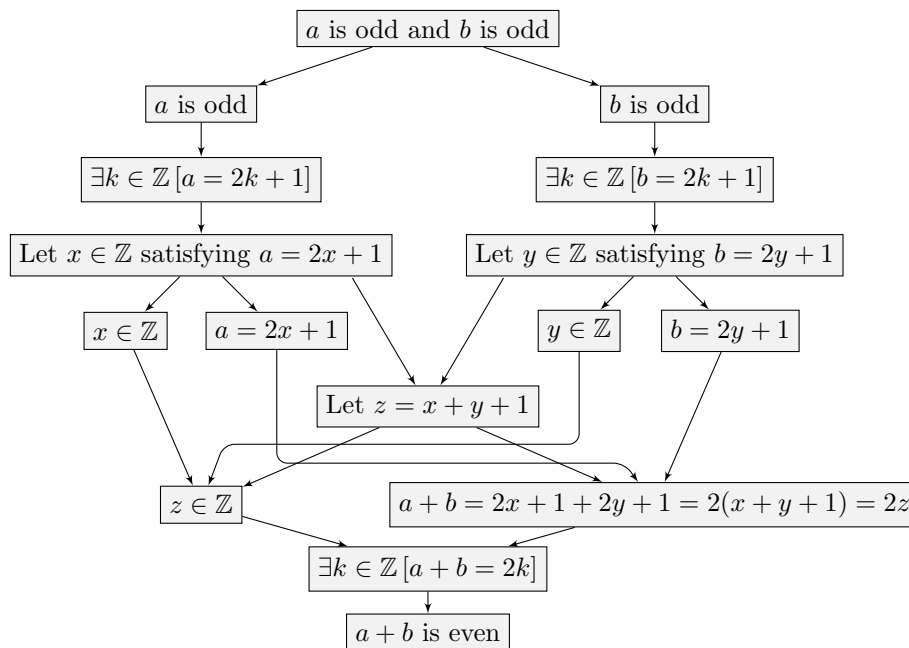 a is odd and b is odd
a is odd
b is odd
∃k ∈ ℤ [a = 2k + 1]
∃k ∈ ℤ [b = 2k + 1]
Let x ∈ ℤ satisfying a = 2x + 1
Let y ∈ ℤ satisfying b = 2y + 1
x ∈ ℤ
a = 2x + 1
y ∈ ℤ
b = 2y + 1
Let z = x + y + 1
z ∈ ℤ
a + b = 2x + 1 + 2y + 1 = 2(x + y + 1) = 2z
∃k ∈ ℤ [a + b = 2k]
a + b is even